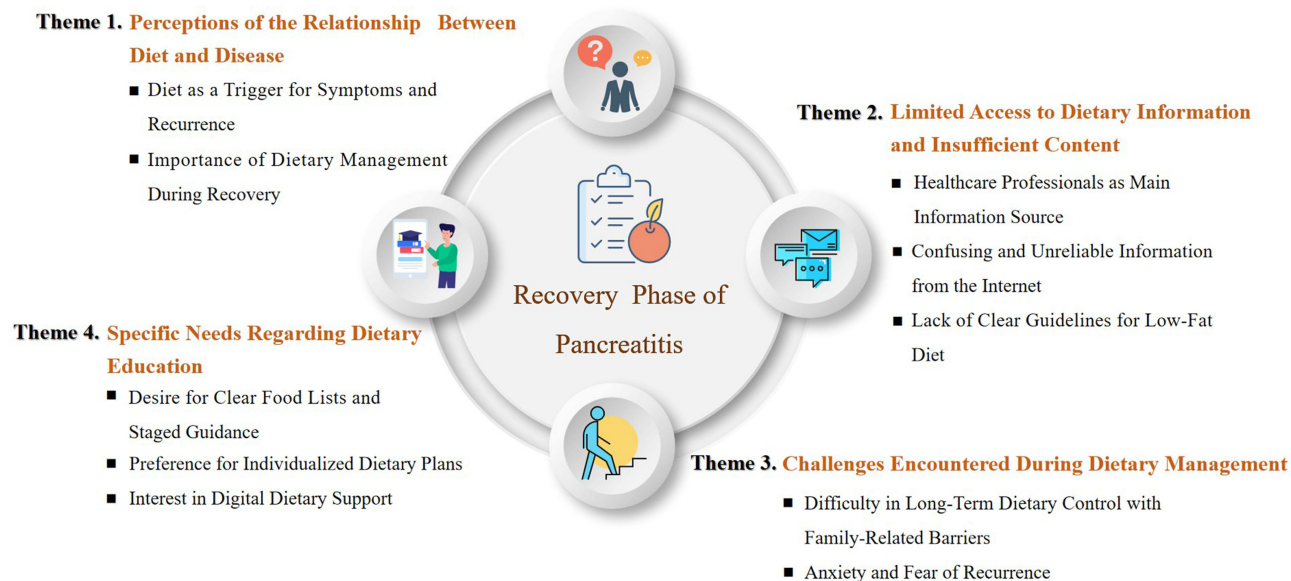 Theme 1. Perceptions of the Relationship Between
Diet and Disease
■ Diet as a Trigger for Symptoms and
Recurrence
■ Importance of Dietary Management
During Recovery
Theme 2. Limited Access to Dietary Information
and Insufficient Content
■ Healthcare Professionals as Main
Information Source
■ Confusing and Unreliable Information
from the Internet
■ Lack of Clear Guidelines for Low-Fat
Diet
?
Recovery Phase of
Pancreatitis
Theme 3. Challenges Encountered During Dietary Management
■ Difficulty in Long-Term Dietary Control with
Family-Related Barriers
■ Anxiety and Fear of Recurrence
Theme 4. Specific Needs Regarding Dietary
Education
■ Desire for Clear Food Lists and
Staged Guidance
■ Preference for Individualized Dietary Plans
■ Interest in Digital Dietary Support